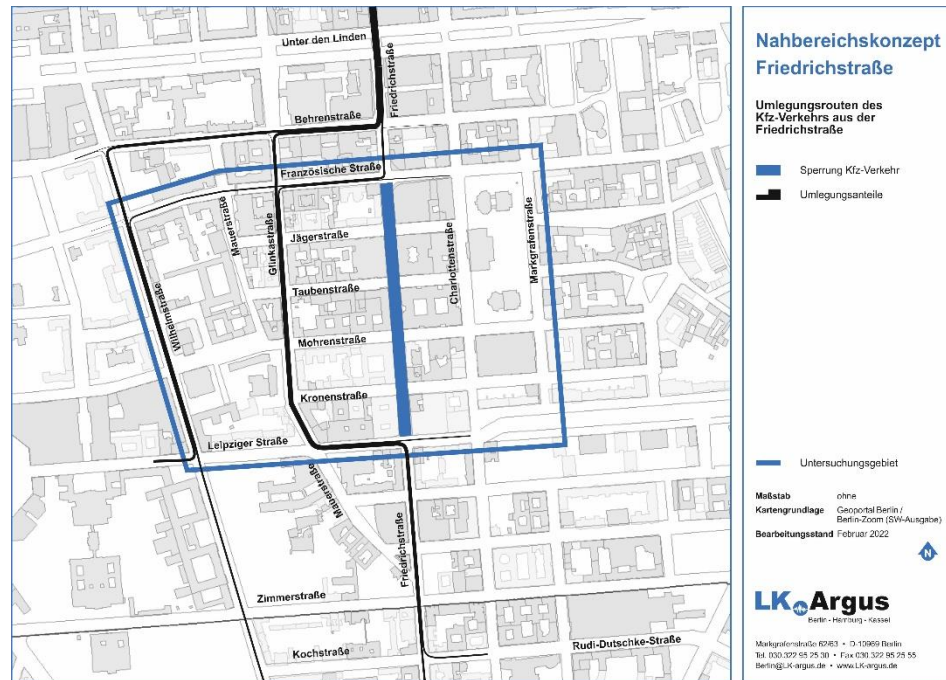 Unter den Linden
Friedrichstraße
Behrenstraße
Französische Straße
Mauerstraße
Glinkastraße
Jägerstraße
Charlottenstraße
Markgrafenstraße
Taubenstraße
Wilhelmstraße
Mohrenstraße
Kronenstraße
Leipziger Straße
Mauerstraße
Friedrichstraße
Zimmerstraße
Kochstraße
Rudi-Dutschke-Straße
Nahbereichskonzept
Friedrichstraße
Umlegungsrouten des
Kfz-Verkehrs aus der
Friedrichstraße
Sperrung Kfz-Verkehr
Umlegungsanteile
Untersuchungsgebiet
Maßstab ohne
Kartengrundlage Geoportal Berlin /
Berlin-Zoom (SW-Ausgabe)
Bearbeitungsstand Februar 2022
N
LK Argus
Berlin - Hamburg - Kassel
Markgrafenstraße 62/63 • D-10969 Berlin
Tel. 030.322 95 25 30 • Fax 030.322 95 25 55
Berlin@LK-argus.de • www.LK-argus.de